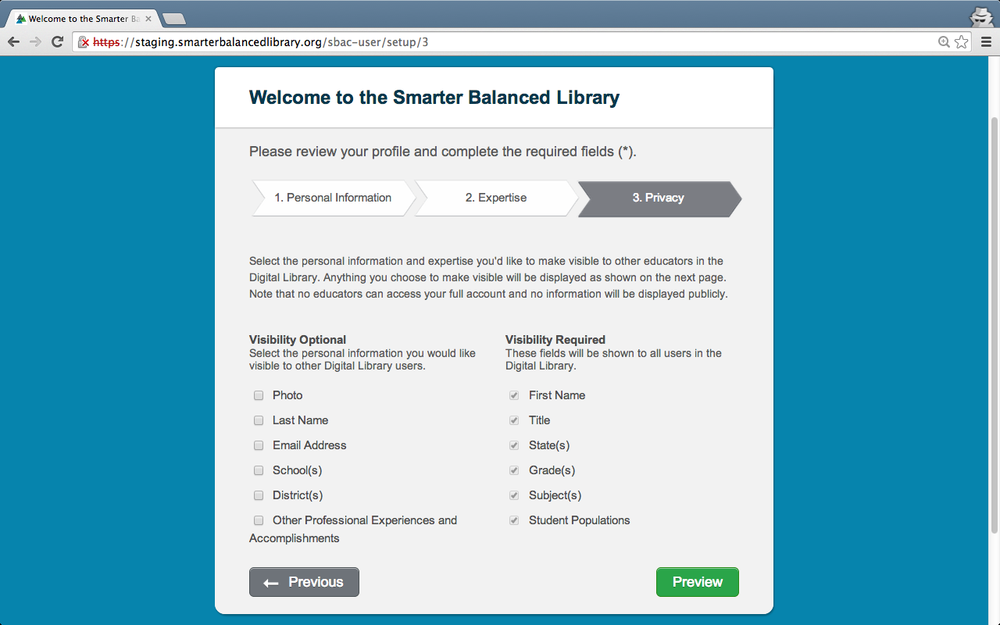 Welcome to the Smarter Ba
https://staging.smarterbalancedlibrary.org/sbac-user/setup/3
Welcome to the Smarter Balanced Library
Please review your profile and complete the required fields (*).
1. Personal Information
2. Expertise
3. Privacy
Select the personal information and expertise you'd like to make visible to other educators in the
Digital Library. Anything you choose to make visible will be displayed as shown on the next page.
Note that no educators can access your full account and no information will be displayed publicly.
Visibility Optional
Select the personal information you would like
visible to other Digital Library users.
Photo
Last Name
Email Address
School(s)
District(s)
Other Professional Experiences and
Accomplishments
Visibility Required
These fields will be shown to all users in the
Digital Library.
First Name
Title
State(s)
Grade(s)
Subject(s)
Student Populations
Previous
Preview